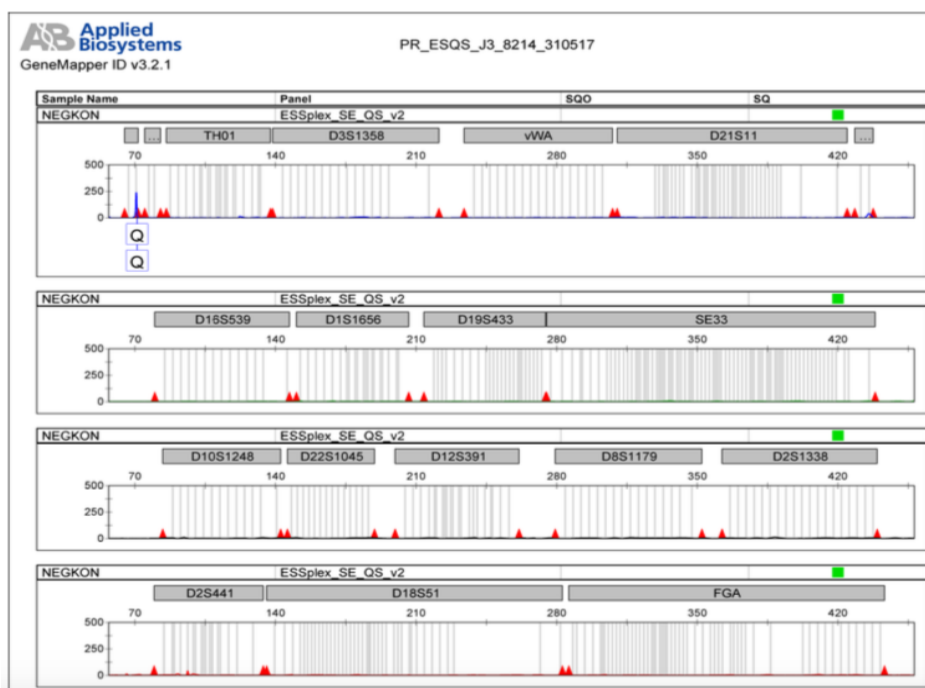 AB Applied
Biosystems
PR_ESQS_J3_8214_310517
GeneMapper ID v3.2.1
Sample Name Panel SQO SQ
NEGKON ESSplex_SE_QS_v2
... TH01 D3S1358 vWA D21S11 ...
70 140 210 280 350 420
500
250
0
Q
Q
NEGKON ESSplex_SE_QS_v2
D16S539 D1S1656 D19S433 SE33
70 140 210 280 350 420
500
250
0
NEGKON ESSplex_SE_QS_v2
D10S1248 D22S1045 D12S391 D8S1179 D2S1338
70 140 210 280 350 420
500
250
0
NEGKON ESSplex_SE_QS_v2
D2S441 D18S51 FGA
70 140 210 280 350 420
500
250
0